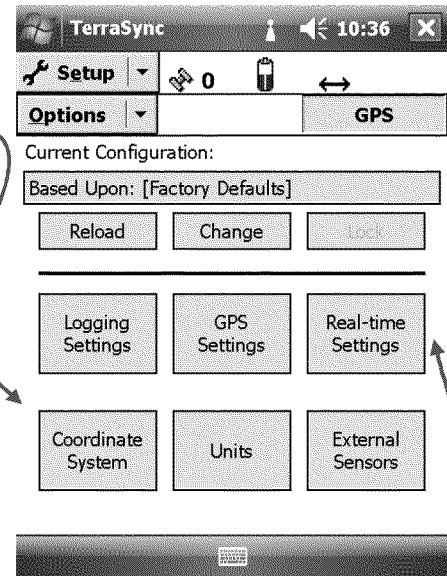 TerraSync 10:36
Setup 0
Options GPS
Current Configuration:
Based Upon: [Factory Defaults]
Reload Change Lock
Logging Settings
GPS Settings
Real-time Settings
Coordinate System
Units
External Sensors